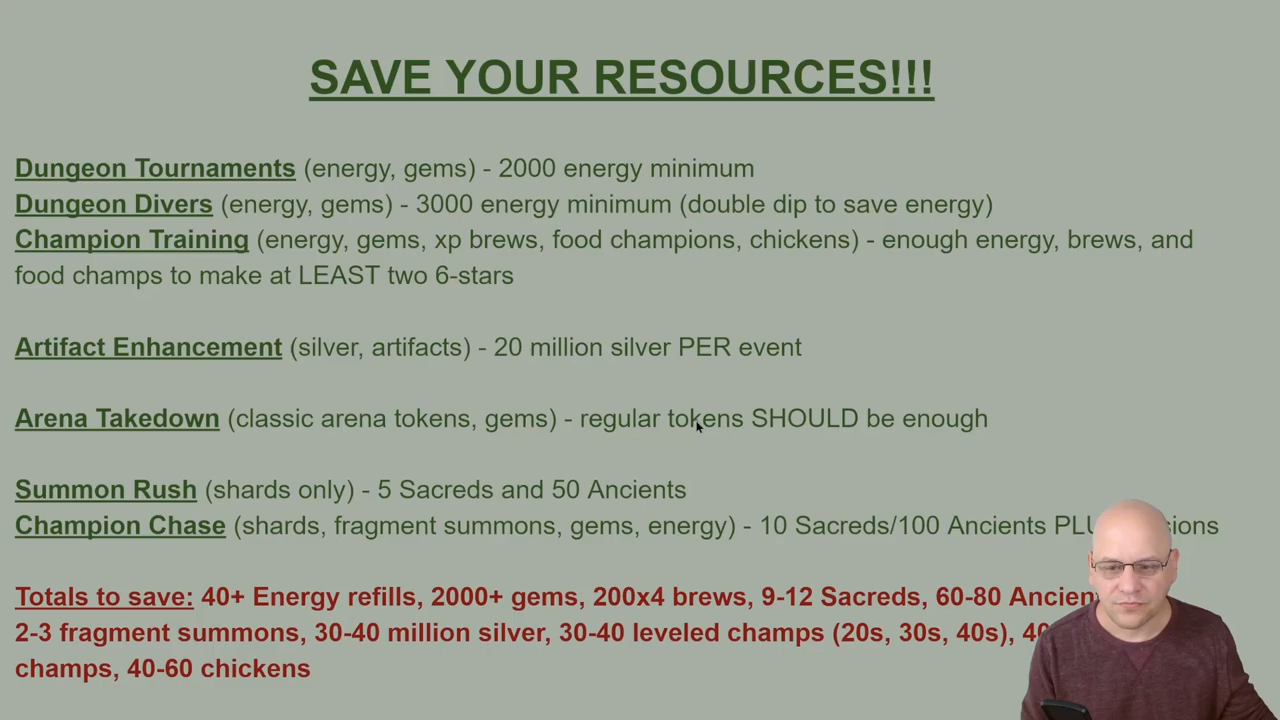 SAVE YOUR RESOURCES!!!
Dungeon Tournaments (energy, gems) - 2000 energy minimum
Dungeon Divers (energy, gems) - 3000 energy minimum (double dip to save energy)
Champion Training (energy, gems, xp brews, food champions, chickens) - enough energy, brews, and
food champs to make at LEAST two 6-stars
Artifact Enhancement (silver, artifacts) - 20 million silver PER event
Arena Takedown (classic arena tokens, gems) - regular tokens SHOULD be enough
Summon Rush (shards only) - 5 Sacreds and 50 Ancients
Champion Chase (shards, fragment summons, gems, energy) - 10 Sacreds/100 Ancients
Totals to save: 40+ Energy refills, 2000+ gems, 200x4 brews, 9-12 Sacreds, 60-80
2-3 fragment summons, 30-40 million silver, 30-40 leveled champs (20s, 30s, 40s),
champs, 40-60 chickens